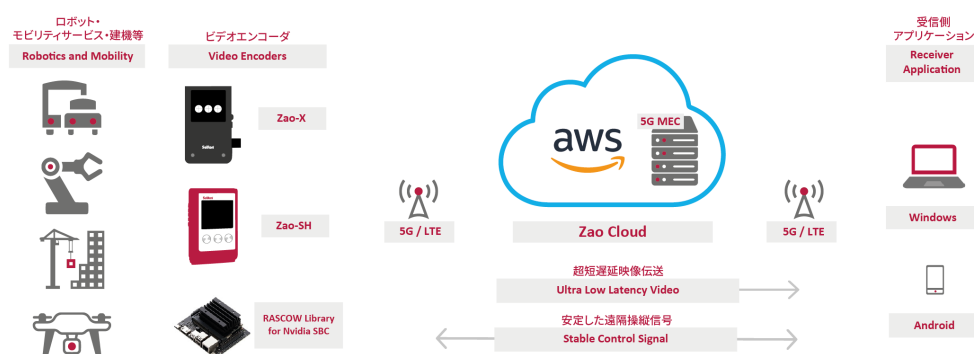 ロボット・
モビリティサービス・建機等
Robotics and Mobility
ビデオエンコーダ
Video Encoders
Zao-X
Soliton
Zao-SH
RASCOW Library
for Nvidia SBC
5G / LTE
aws
5G MEC
Zao Cloud
超短遅延映像伝送
Ultra Low Latency Video
安定した遠隔操縦信号
Stable Control Signal
5G / LTE
受信側
アプリケーション
Receiver
Application
Windows
Android